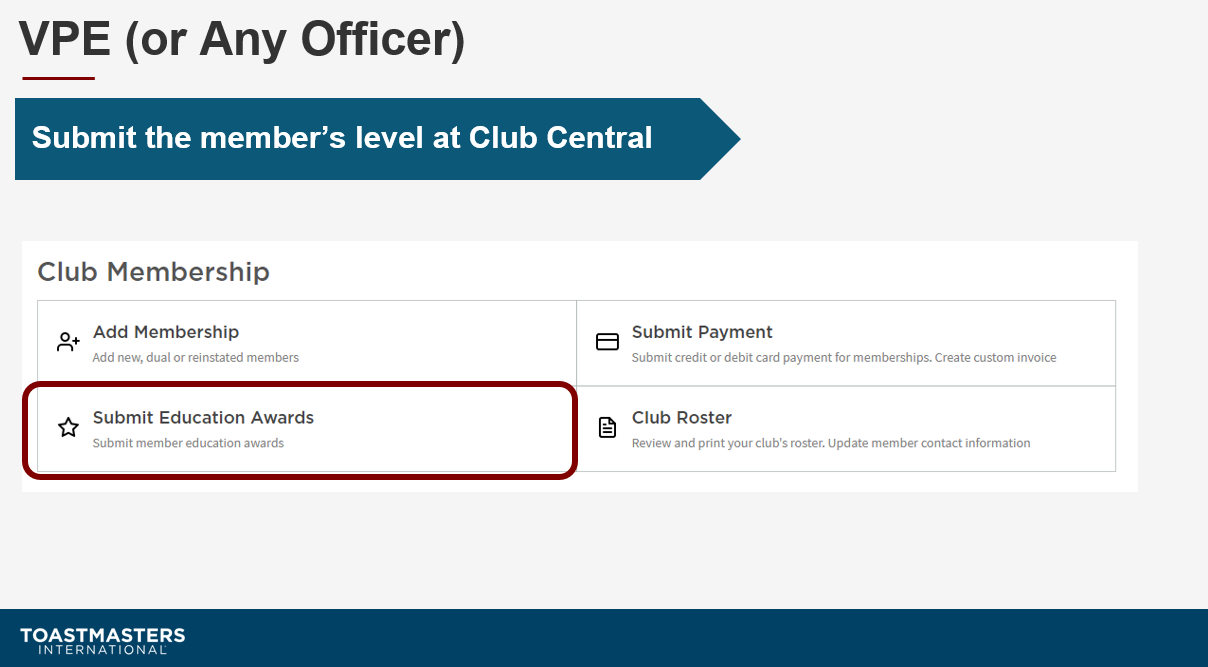 VPE (or Any Officer)
Submit the member’s level at Club Central
Club Membership
Add Membership
Add new, dual or reinstated members
Submit Payment
Submit credit or debit card payment for memberships. Create custom invoice
Submit Education Awards
Submit member education awards
Club Roster
Review and print your club's roster. Update member contact information
TOASTMASTERS
INTERNATIONAL